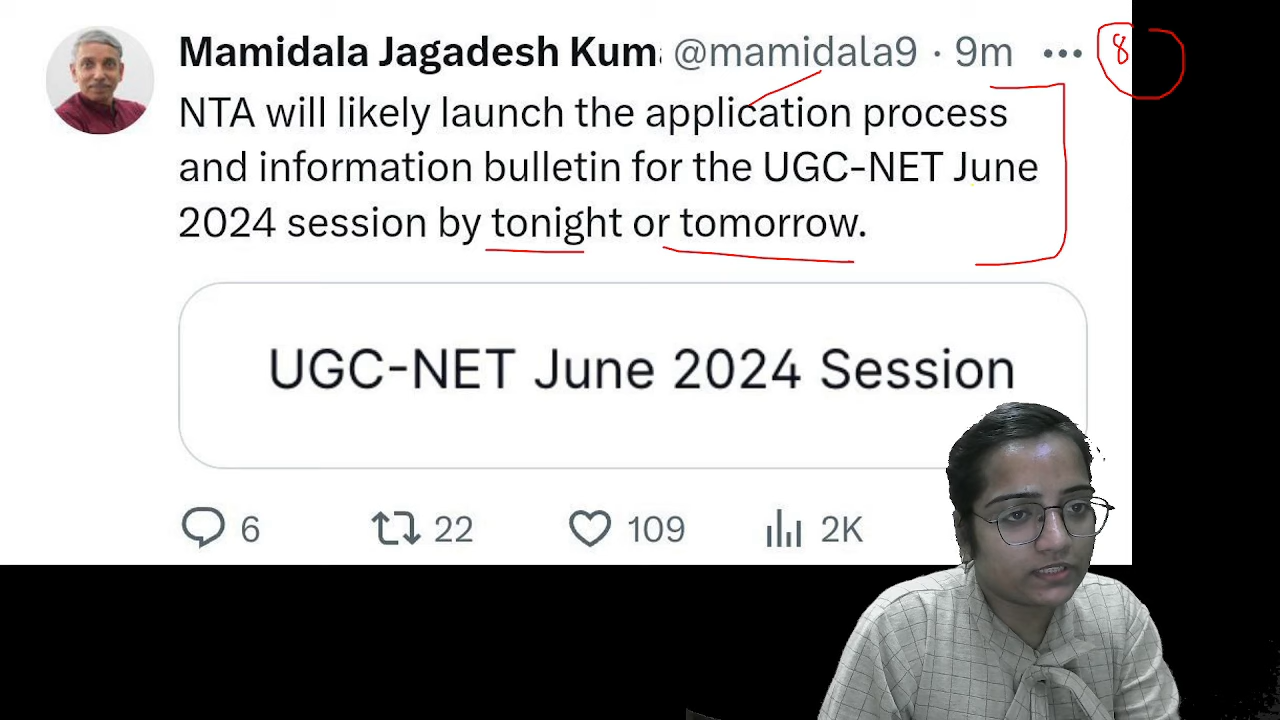 Mamidala Jagadesh Kum @mamidala9 · 9m
8
NTA will likely launch the application process
and information bulletin for the UGC-NET June
2024 session by tonight or tomorrow.
UGC-NET June 2024 Session
6 22 109 2K